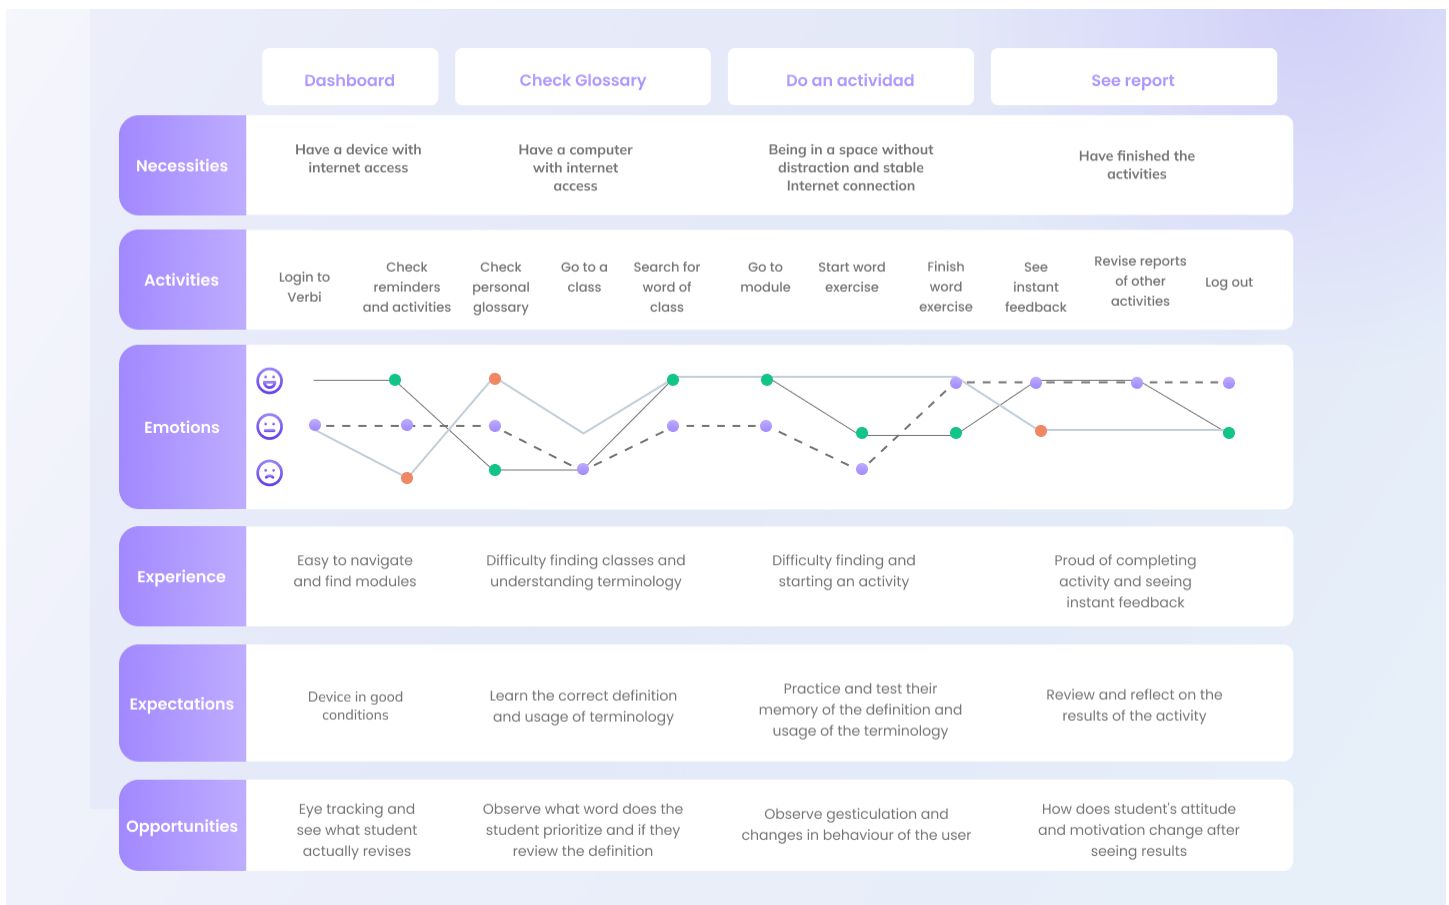 Dashboard
Check Glossary
Do an actividad
See report
Necessities
Have a device with
internet access
Have a computer
with internet
access
Being in a space without
distraction and stable
Internet connection
Have finished the
activities
Activities
Login to
Verbi
Check
reminders
and activities
Check
personal
glossary
Go to a
class
Search for
word of
class
Go to
module
Start word
exercise
Finish
word
exercise
See
instant
feedback
Revise reports
of other
activities
Log out
Emotions
Experience
Easy to navigate
and find modules
Difficulty finding classes and
understanding terminology
Difficulty finding and
starting an activity
Proud of completing
activity and seeing
instant feedback
Expectations
Device in good
conditions
Learn the correct definition
and usage of terminology
Practice and test their
memory of the definition and
usage of the terminology
Review and reflect on the
results of the activity
Opportunities
Eye tracking and
see what student
actually revises
Observe what word does the
student prioritize and if they
review the definition
Observe gesticulation and
changes in behaviour of the user
How does student's attitude
and motivation change after
seeing results